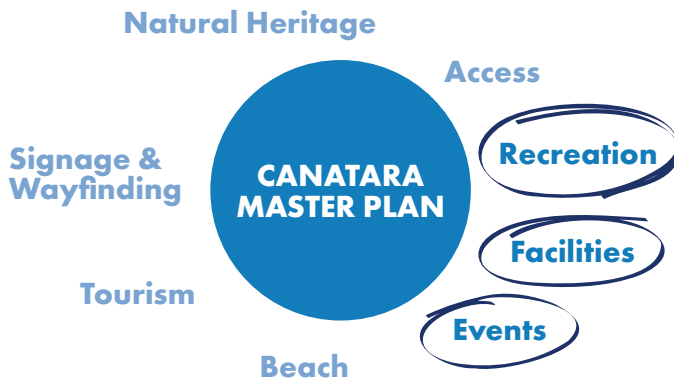 Natural Heritage
Access
Recreation
Signage &
Wayfinding
CANATARA
MASTER PLAN
Facilities
Tourism
Events
Beach